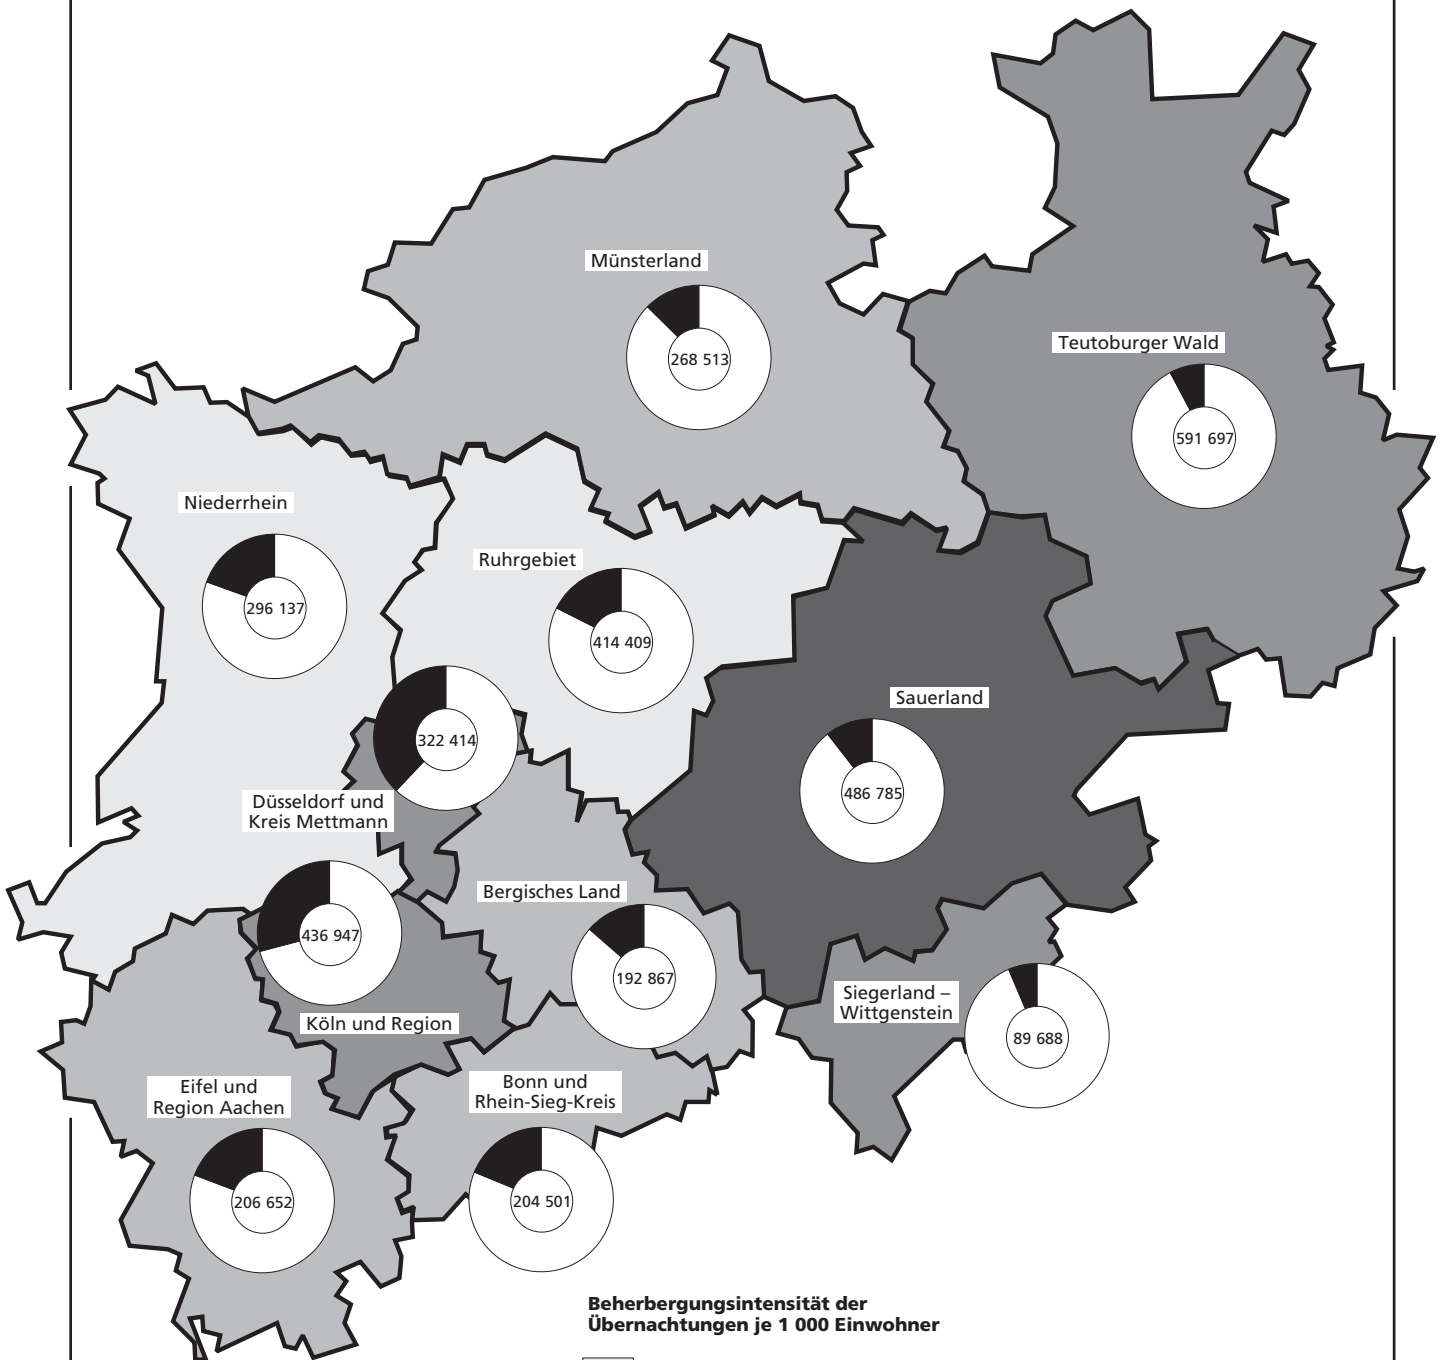 Münsterland
268 513
Teutoburger Wald
591 697
Niederrhein
296 137
Ruhrgebiet
414 409
Sauerland
486 785
322 414
Düsseldorf und
Kreis Mettmann
436 947
Köln und Region
Bergisches Land
192 867
Siegerland –
Wittgenstein
89 688
Eifel und
Region Aachen
206 652
Bonn und
Rhein-Sieg-Kreis
204 501
Beherbergungsintensität der
Übernachtungen je 1 000 Einwohner